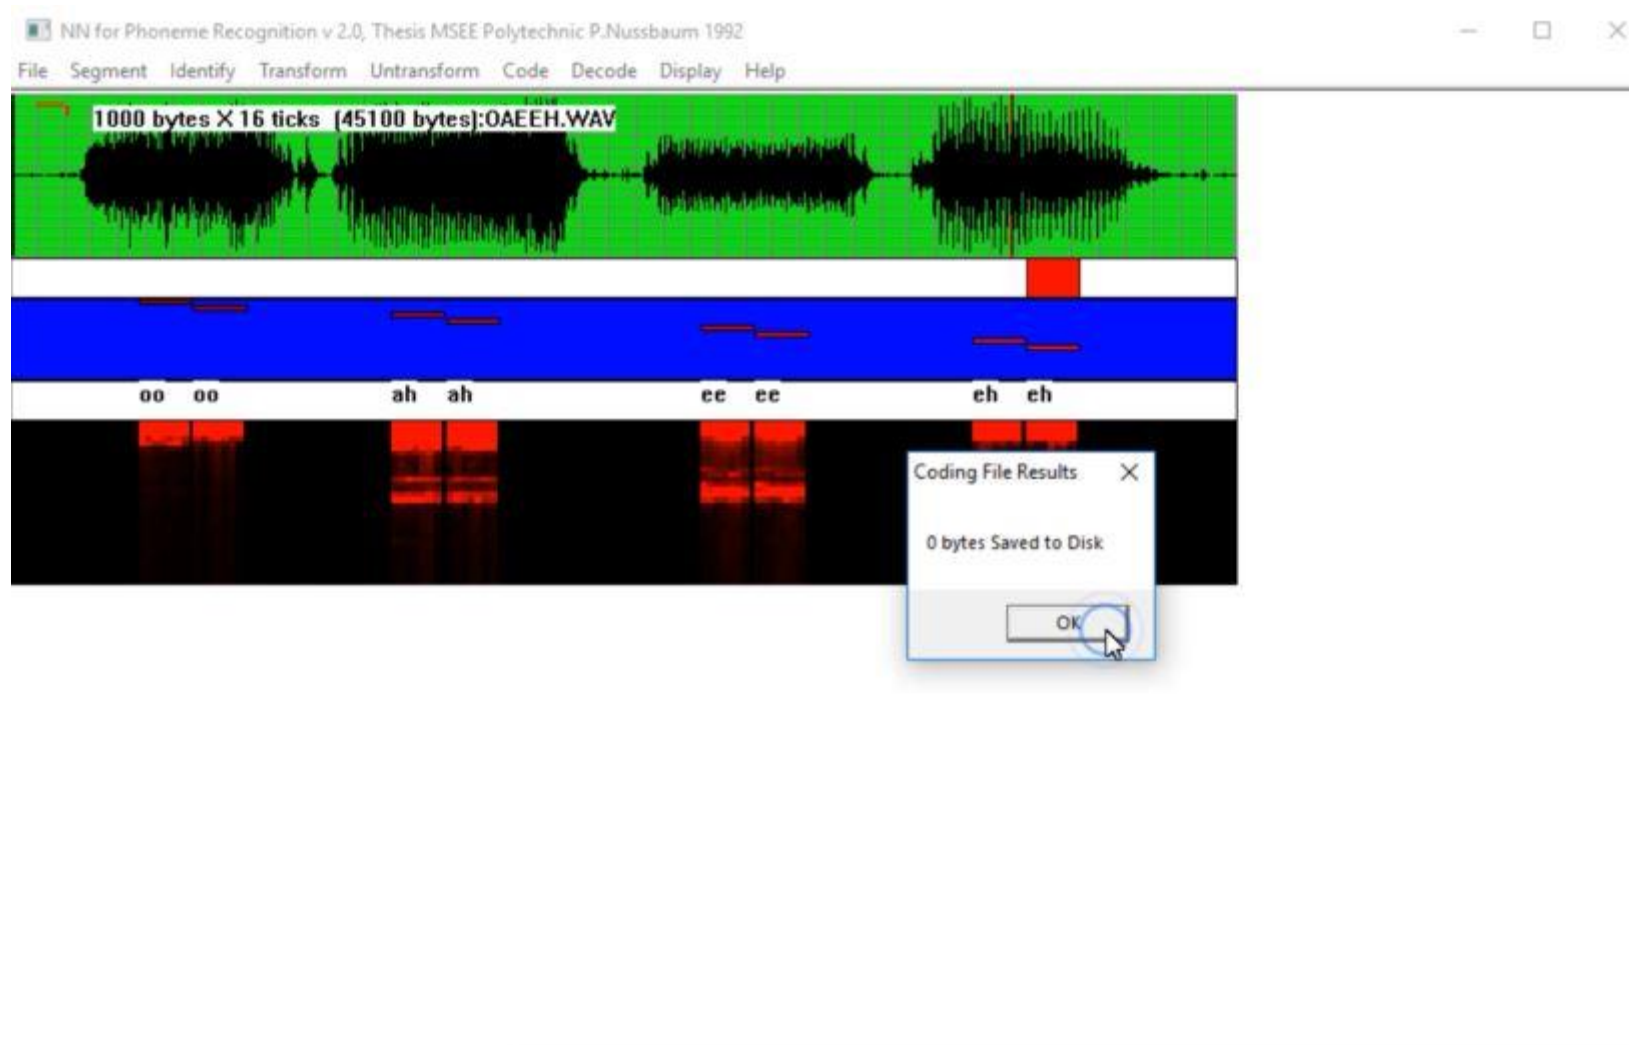 NN for Phoneme Recognition v 2.0, Thesis MSEE Polytechnic P.Nussbaum 1992
File Segment Identify Transform Untransform Code Decode Display Help
1000 bytes X 16 ticks (45100 bytes):OAEEH.WAV
oo oo ah ah ee ee eh eh
Coding File Results
0 bytes Saved to Disk
OK